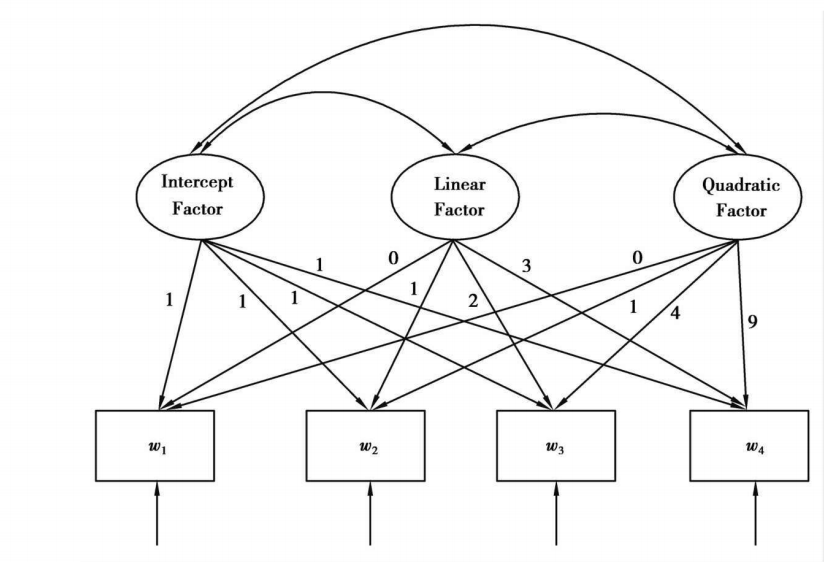 Intercept
Factor
Linear
Factor
Quadratic
Factor
1
1
1
1
0
1
2
3
0
1
4
9
w₁
w₂
w₃
w₄